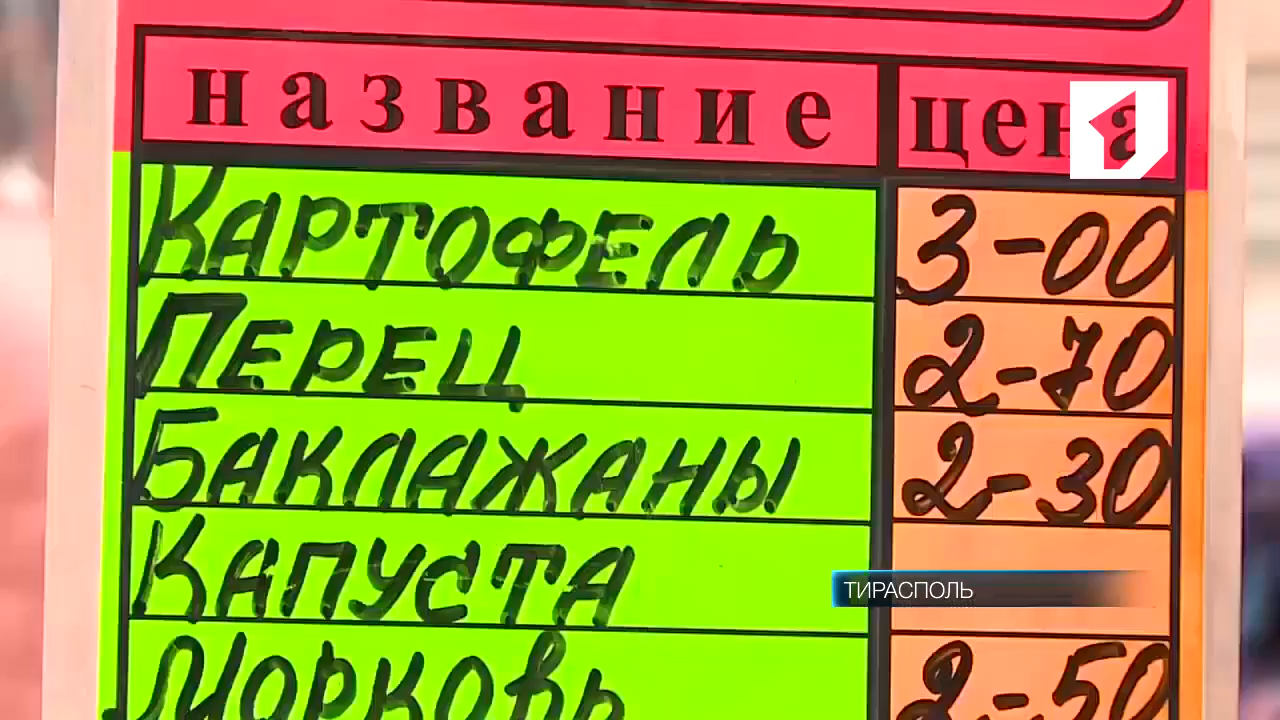 название цена
Картофель 3-00
Перец 2-70
Баклажаны 2-30
Капуста
ТИРАСПОЛЬ
Морковь 2-50